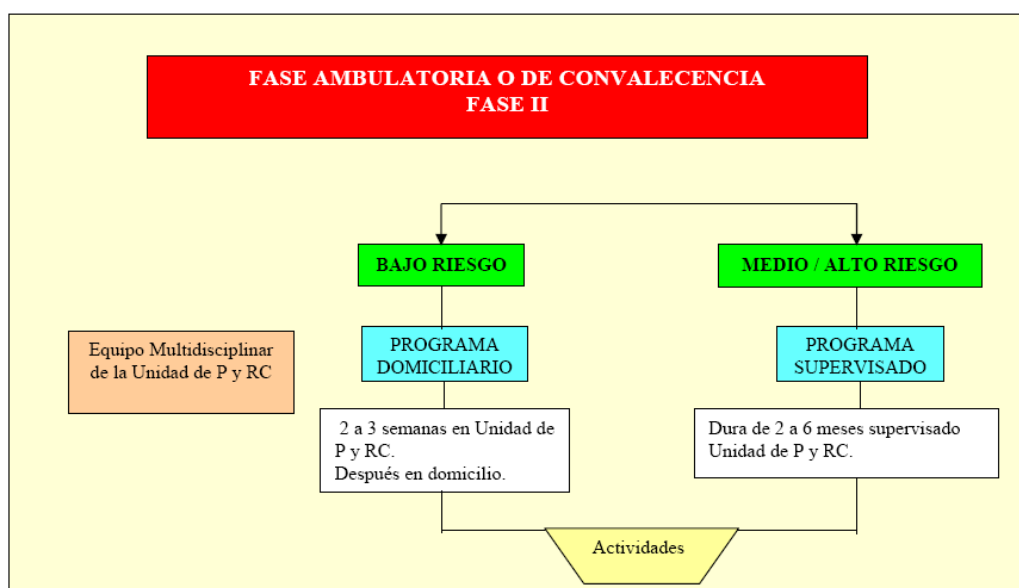 FASE AMBULATORIA O DE CONVALECENCIA
FASE II
BAJO RIESGO
MEDIO / ALTO RIESGO
Equipo Multidisciplinar
de la Unidad de P y RC
PROGRAMA
DOMICILIARIO
PROGRAMA
SUPERVISADO
2 a 3 semanas en Unidad de
P y RC.
Después en domicilio.
Dura de 2 a 6 meses supervisado
Unidad de P y RC.
Actividades